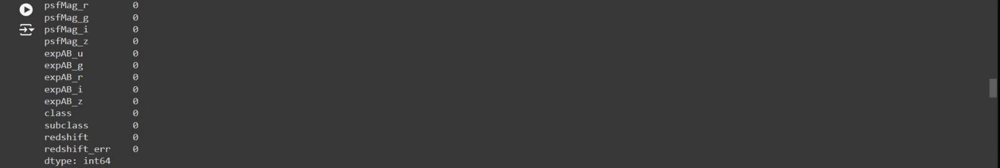 psfMag_r 0
psfMag_g 0
psfMag_i 0
psfMag_z 0
expAB_u 0
expAB_g 0
expAB_r 0
expAB_i 0
expAB_z 0
class 0
subclass 0
redshift 0
redshift_err 0
dtype: int64